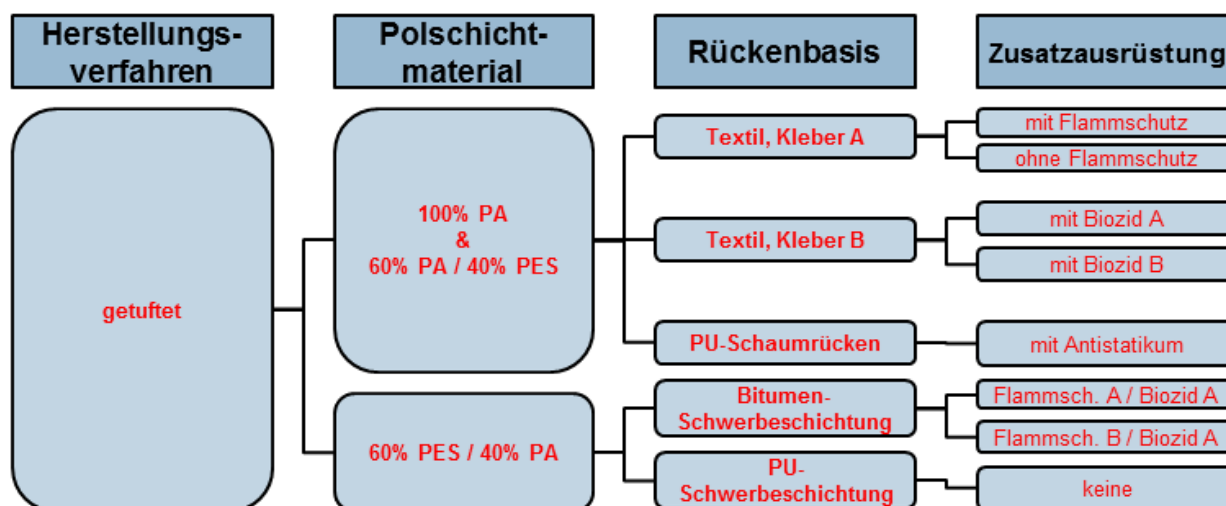 Herstellungs-
verfahren
Polschicht-
material
Rückenbasis
Zusatzausrüstung
getuftet
100% PA
&
60% PA / 40% PES
60% PES / 40% PA
Textil, Kleber A
Textil, Kleber B
PU-Schaumrücken
Bitumen-
Schwerbeschichtung
PU-
Schwerbeschichtung
mit Flammschutz
ohne Flammschutz
mit Biozid A
mit Biozid B
mit Antistatikum
Flammsch. A / Biozid A
Flammsch. B / Biozid A
keine